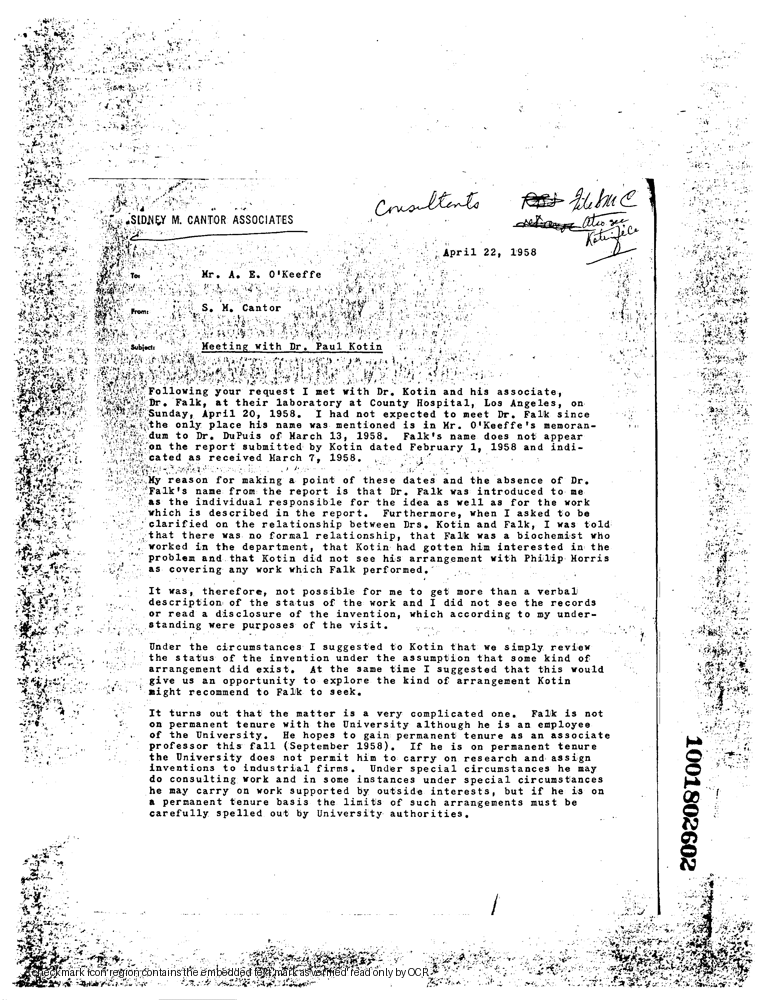 Consultants
File M C
also see
Kotin file
SIDNEY M. CANTOR ASSOCIATES
April 22, 1958
To: Mr. A. E. O'Keeffe
From: S. M. Cantor
Subject: Meeting with Dr. Paul Kotin
Following your request I met with Dr. Kotin and his associate,
Dr. Falk, at their laboratory at County Hospital, Los Angeles, on
Sunday, April 20, 1958. I had not expected to meet Dr. Falk since
the only place his name was mentioned is in Mr. O'Keeffe's memoran-
dum to Dr. DuPuis of March 13, 1958. Falk's name does not appear
on the report submitted by Kotin dated February 1, 1958 and indi-
cated as received March 7, 1958.
My reason for making a point of these dates and the absence of Dr.
Falk's name from the report is that Dr. Falk was introduced to me
as the individual responsible for the idea as well as for the work
which is described in the report. Furthermore, when I asked to be
clarified on the relationship between Drs. Kotin and Falk, I was told
that there was no formal relationship, that Falk was a biochemist who
worked in the department, that Kotin had gotten him interested in the
problem and that Kotin did not see his arrangement with Philip Morris
as covering any work which Falk performed.
It was, therefore, not possible for me to get more than a verbal
description of the status of the work and I did not see the records
or read a disclosure of the invention, which according to my under-
standing were purposes of the visit.
Under the circumstances I suggested to Kotin that we simply review
the status of the invention under the assumption that some kind of
arrangement did exist. At the same time I suggested that this would
give us an opportunity to explore the kind of arrangement Kotin
might recommend to Falk to seek.
It turns out that the matter is a very complicated one. Falk is not
on permanent tenure with the University although he is an employee
of the University. He hopes to gain permanent tenure as an associate
professor this fall (September 1958). If he is on permanent tenure
the University does not permit him to carry on research and assign
inventions to industrial firms. Under special circumstances he may
do consulting work and in some instances under special circumstances
he may carry on work supported by outside interests, but if he is on
a permanent tenure basis the limits of such arrangements must be
carefully spelled out by University authorities.
1001802602
checkmark icon region contains the embedded text mark as verified read only by OCR